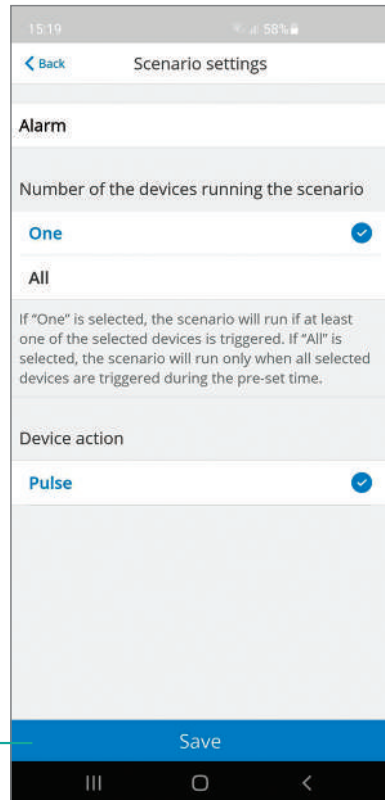 15:19 58%
Back Scenario settings
Alarm
Number of the devices running the scenario
One
All
If “One” is selected, the scenario will run if at least
one of the selected devices is triggered. If “All” is
selected, the scenario will run only when all selected
devices are triggered during the pre-set time.
Device action
Pulse
Save